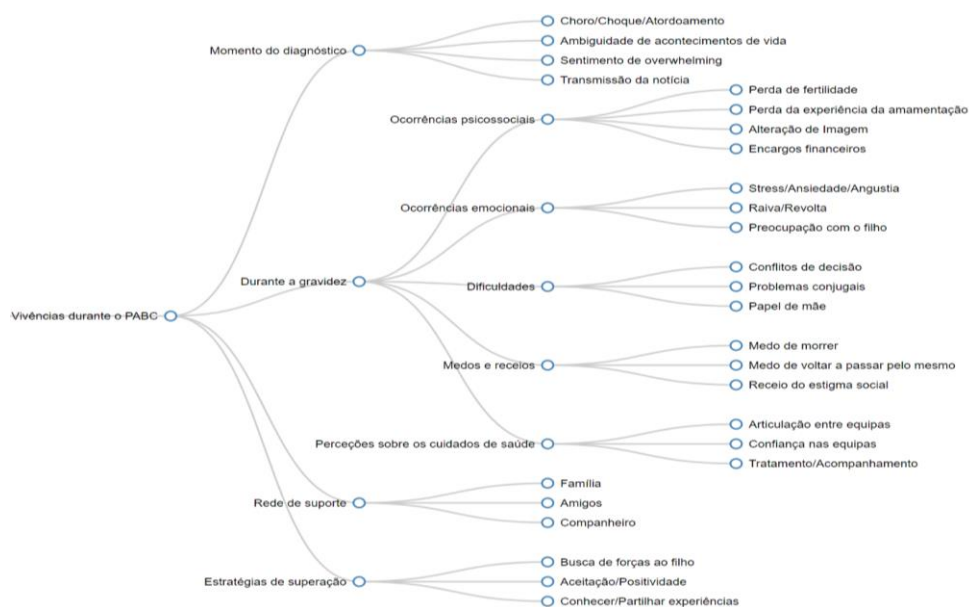 Vivências durante o PABC
Momento do diagnóstico
Choro/Choque/Atordoamento
Ambiguidade de acontecimentos de vida
Sentimento de overwhelming
Transmissão da notícia
Durante a gravidez
Ocorrências psicossociais
Perda de fertilidade
Perda da experiência da amamentação
Alteração de Imagem
Encargos financeiros
Ocorrências emocionais
Stress/Ansiedade/Angustia
Raiva/Revolta
Preocupação com o filho
Dificuldades
Conflitos de decisão
Problemas conjugais
Papel de mãe
Medos e receios
Medo de morrer
Medo de voltar a passar pelo mesmo
Receio do estigma social
Perceções sobre os cuidados de saúde
Articulação entre equipas
Confiança nas equipas
Tratamento/Acompanhamento
Rede de suporte
Família
Amigos
Companheiro
Estratégias de superação
Busca de forças ao filho
Aceitação/Positividade
Conhecer/Partilhar experiências